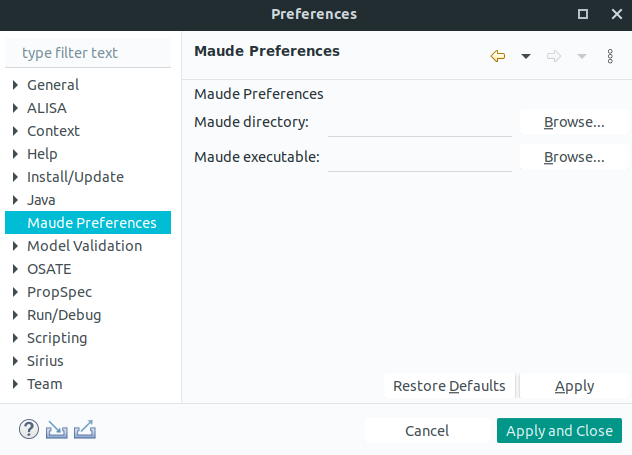 Preferences
type filter text
General
ALISA
Context
Help
Install/Update
Java
Maude Preferences
Model Validation
OSATE
PropSpec
Run/Debug
Scripting
Sirius
Team
Maude Preferences
Maude Preferences
Maude directory: Browse...
Maude executable: Browse...
Restore Defaults Apply
Cancel Apply and Close